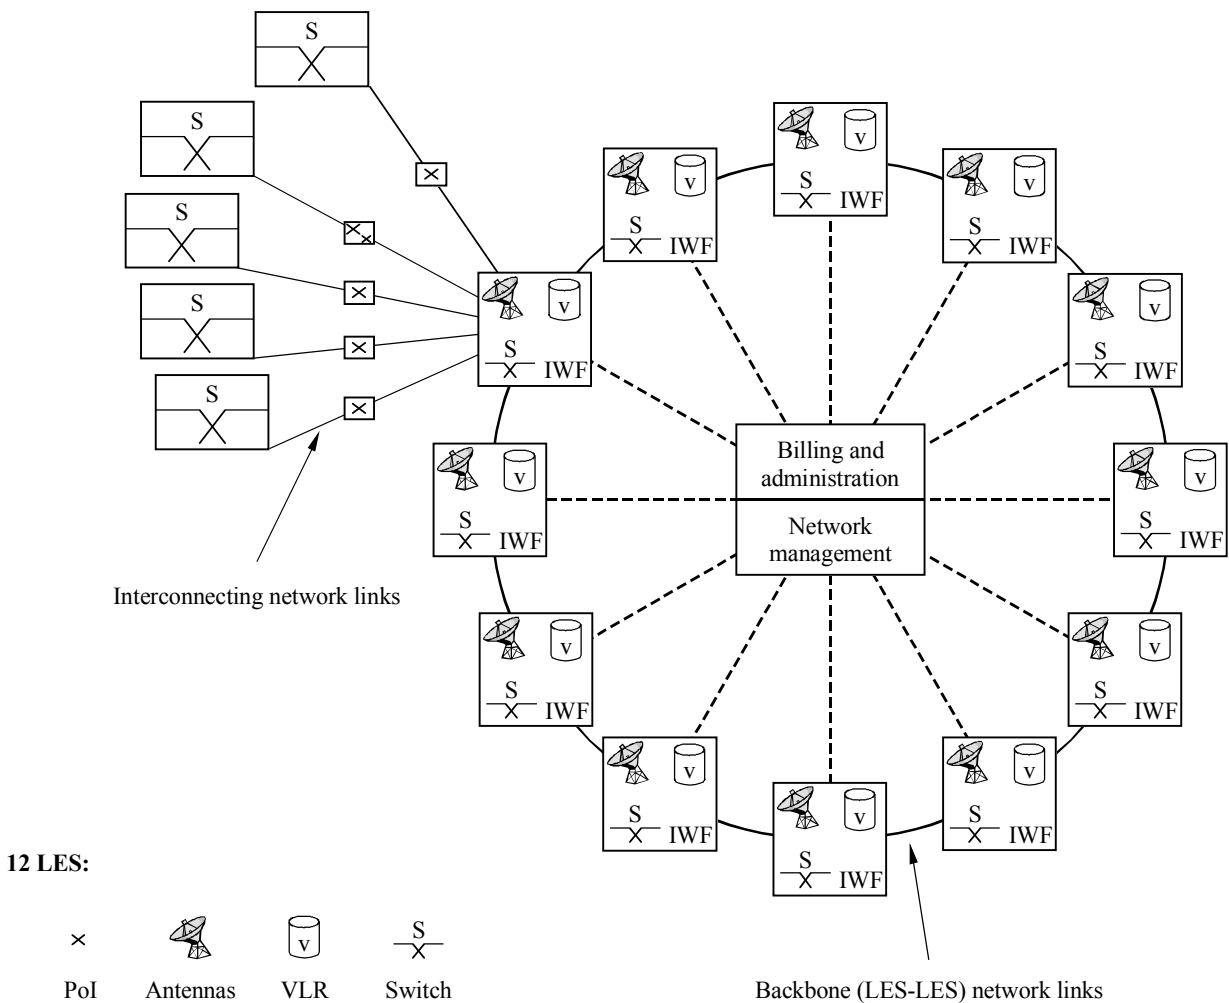 S
S
S
S
S
v
S IWF
v
S IWF
v
S IWF
v
S IWF
v
S IWF
Billing and
administration
v
S IWF
v
S IWF
Network
management
Interconnecting network links
v
S IWF
v
S IWF
v
S IWF
v
S IWF
v
S IWF
12 LES:
v S
PoI Antennas VLR Switch
Backbone (LES-LES) network links